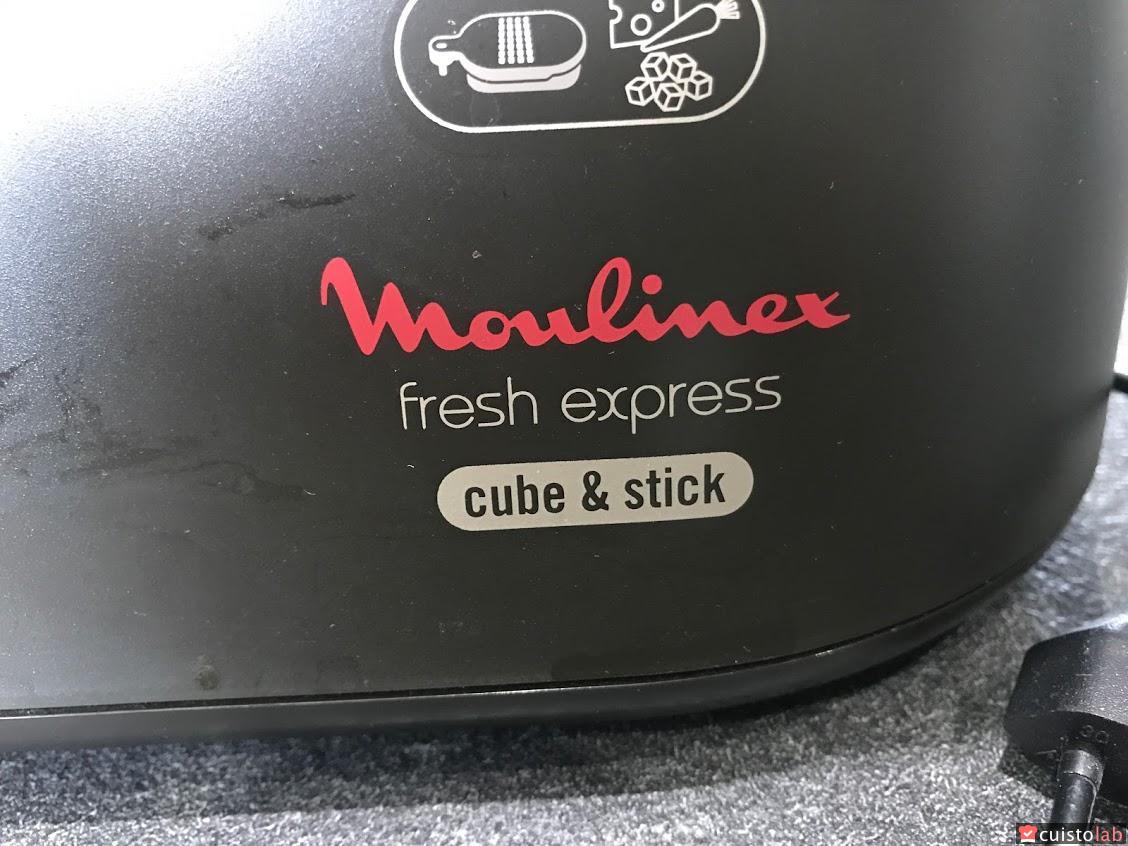 Moulinex
fresh express
cube & stick
cuistolab